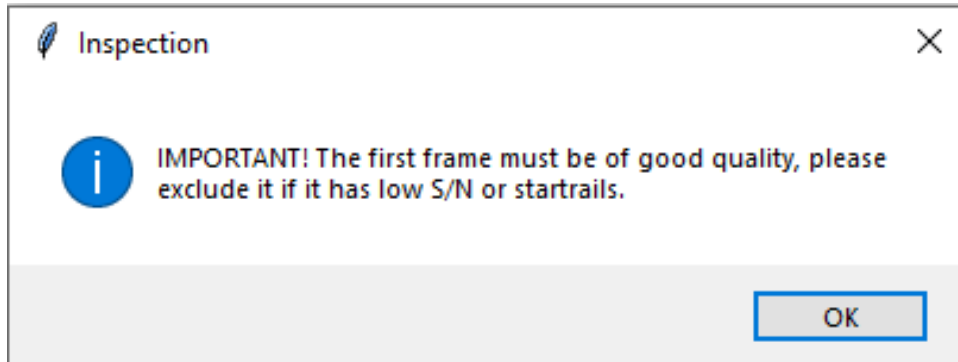 Inspection
IMPORTANT! The first frame must be of good quality, please
exclude it if it has low S/N or startrails.
OK